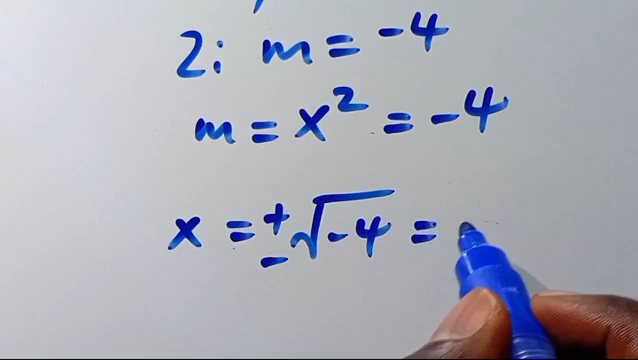 2: m = -4
m = x² = -4
x = ±√-4 =